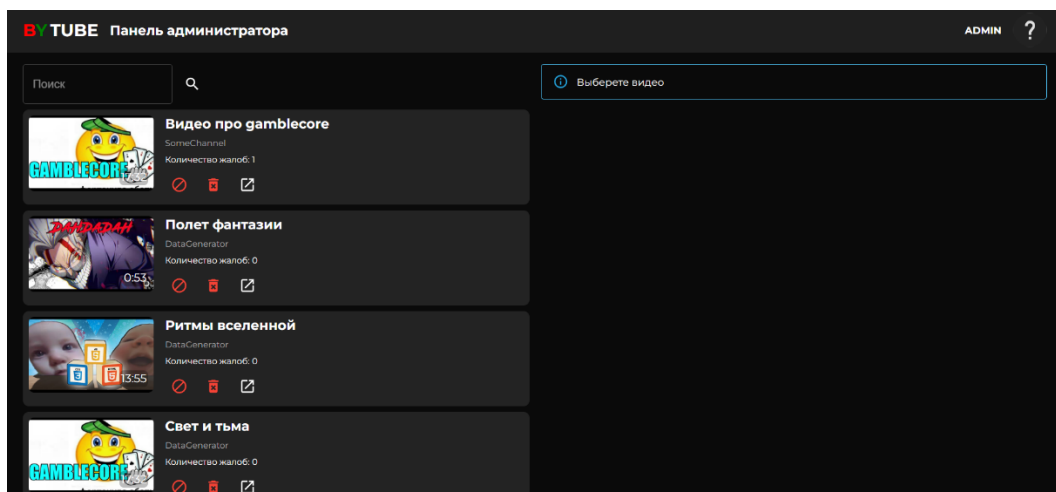 BYTUBE Панель администратора
ADMIN ?
Поиск
Выберете видео
GAMBLECORE
Видео про gamblecore
SomeChannel
Количество жалоб: 1
PANDADAH
0:53
Полет фантазии
DataGenerator
Количество жалоб: 0
13:55
Ритмы вселенной
DataGenerator
Количество жалоб: 0
GAMBLECORE
Свет и тьма
DataGenerator
Количество жалоб: 0